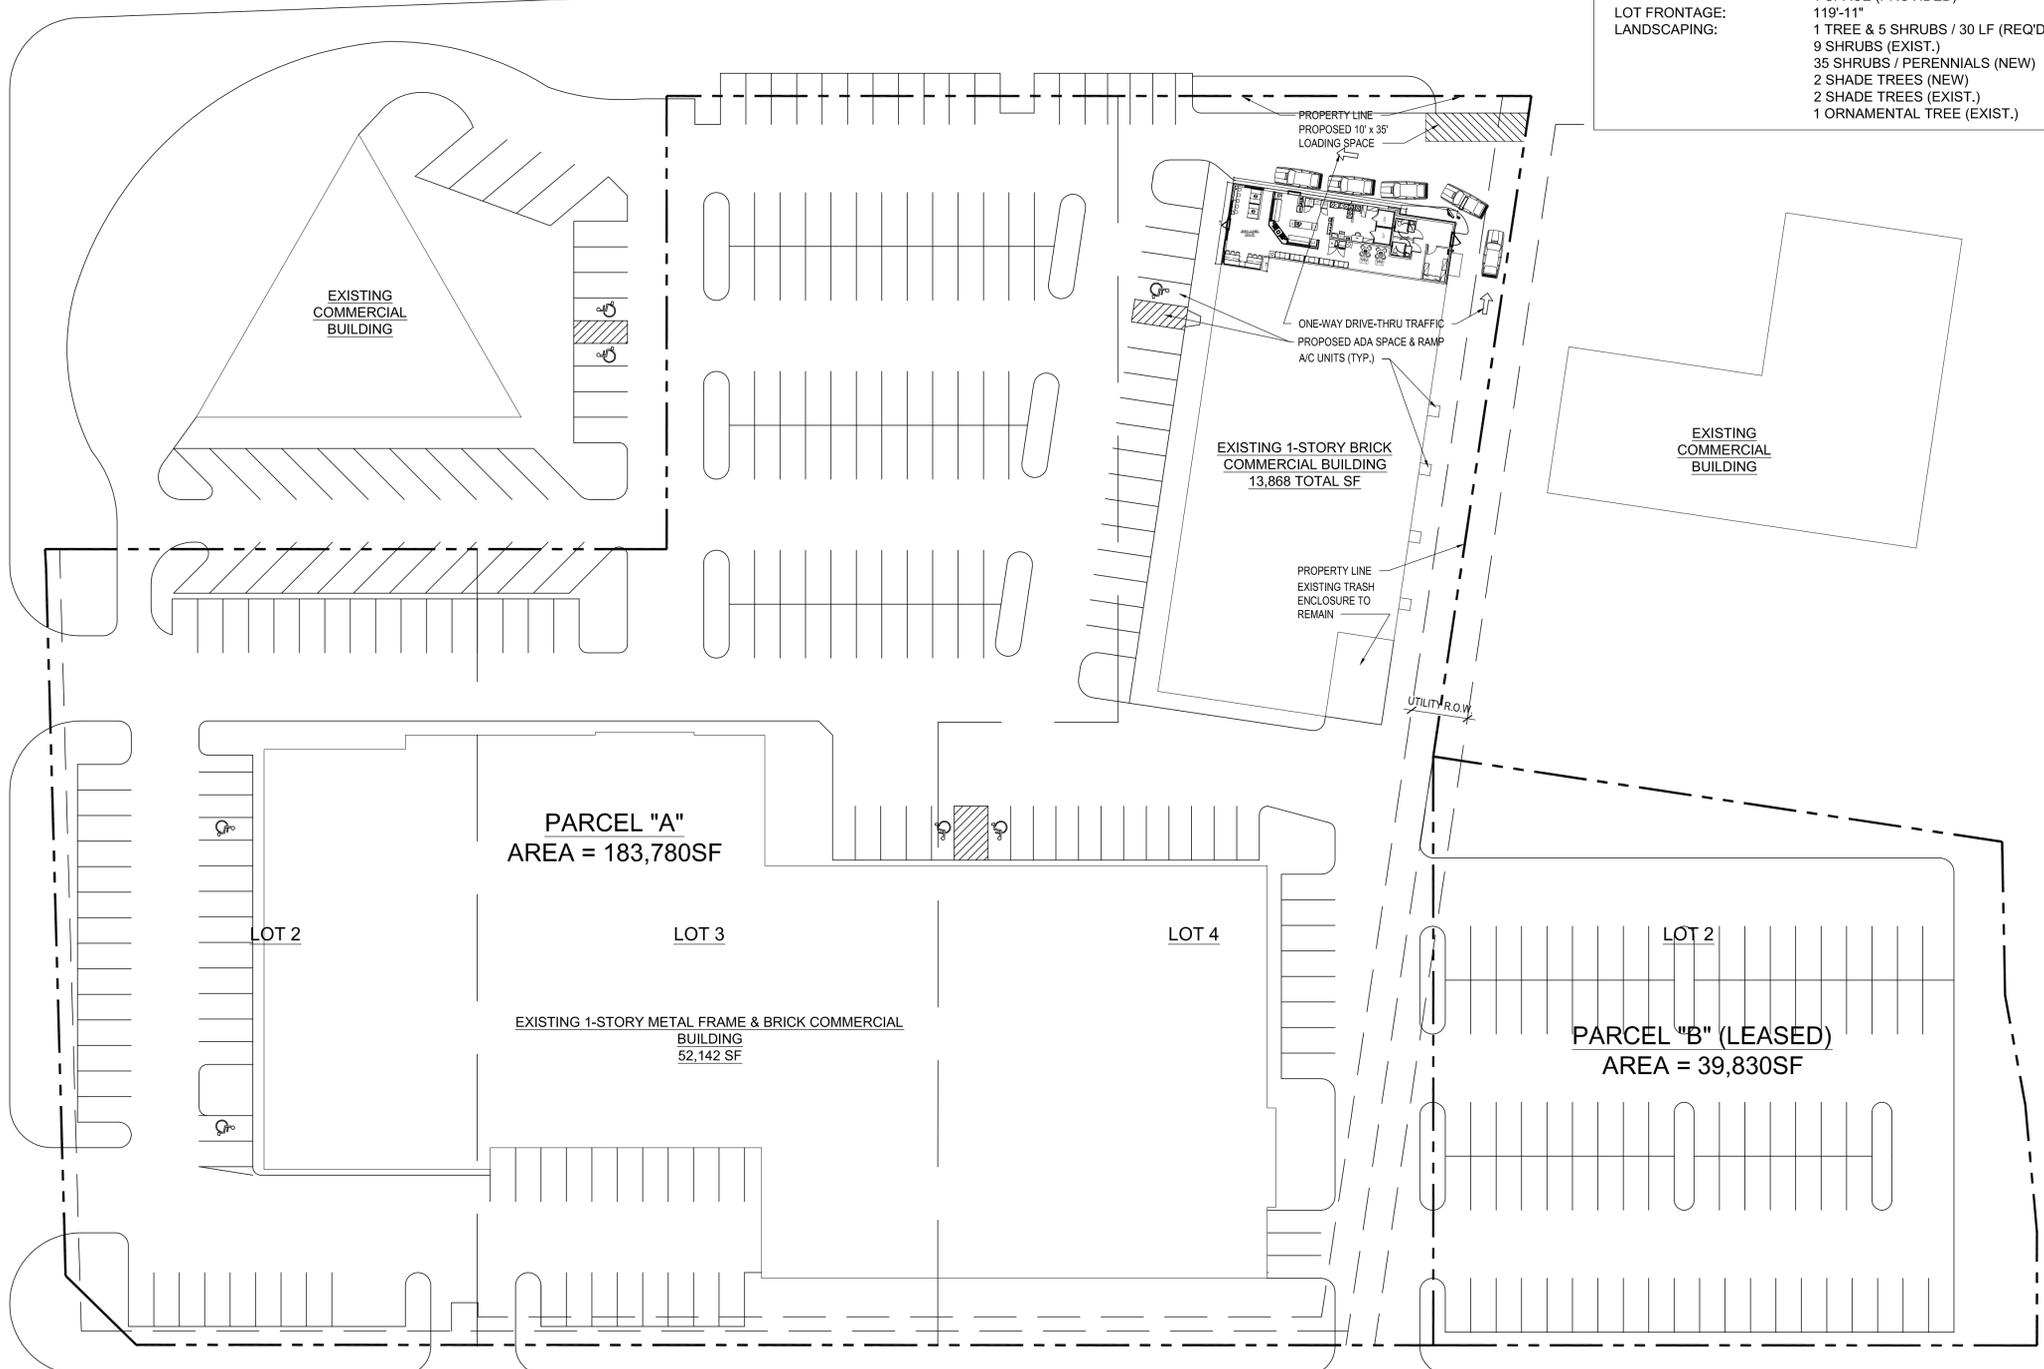 LOT FRONTAGE: 119'-11"
LANDSCAPING: 1 TREE & 5 SHRUBS / 30 LF (REQ'D
9 SHRUBS (EXIST.)
35 SHRUBS / PERENNIALS (NEW)
2 SHADE TREES (NEW)
2 SHADE TREES (EXIST.)
1 ORNAMENTAL TREE (EXIST.)
PROPERTY LINE
PROPOSED 10' x 35'
LOADING SPACE
EXISTING
COMMERCIAL
BUILDING
ONE-WAY DRIVE-THRU TRAFFIC
PROPOSED ADA SPACE & RAMP
A/C UNITS (TYP.)
EXISTING 1-STORY BRICK
COMMERCIAL BUILDING
13,868 TOTAL SF
EXISTING
COMMERCIAL
BUILDING
PROPERTY LINE
EXISTING TRASH
ENCLOSURE TO
REMAIN
UTILITY R.O.W.
PARCEL "A"
AREA = 183,780SF
LOT 2
LOT 3
LOT 4
LOT 2
EXISTING 1-STORY METAL FRAME & BRICK COMMERCIAL
BUILDING
52,142 SF
PARCEL "B" (LEASED)
AREA = 39,830SF